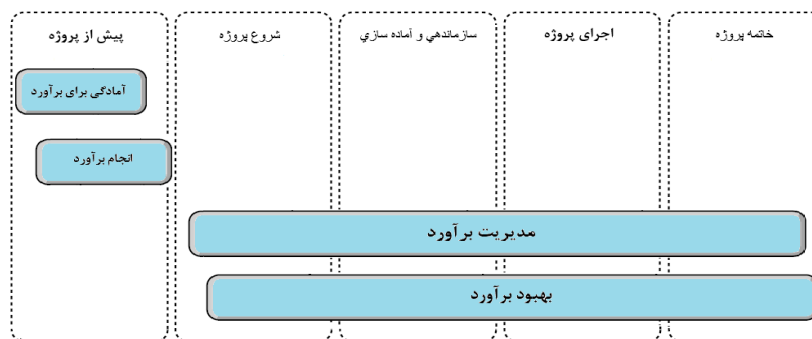 پیش از پروژه
شروع پروژه
سازماندهي و آماده سازي
اجرای پروژه
خاتمه پروژه
آمادگی برای برآورد
انجام برآورد
مدیریت برآورد
بهبود برآورد